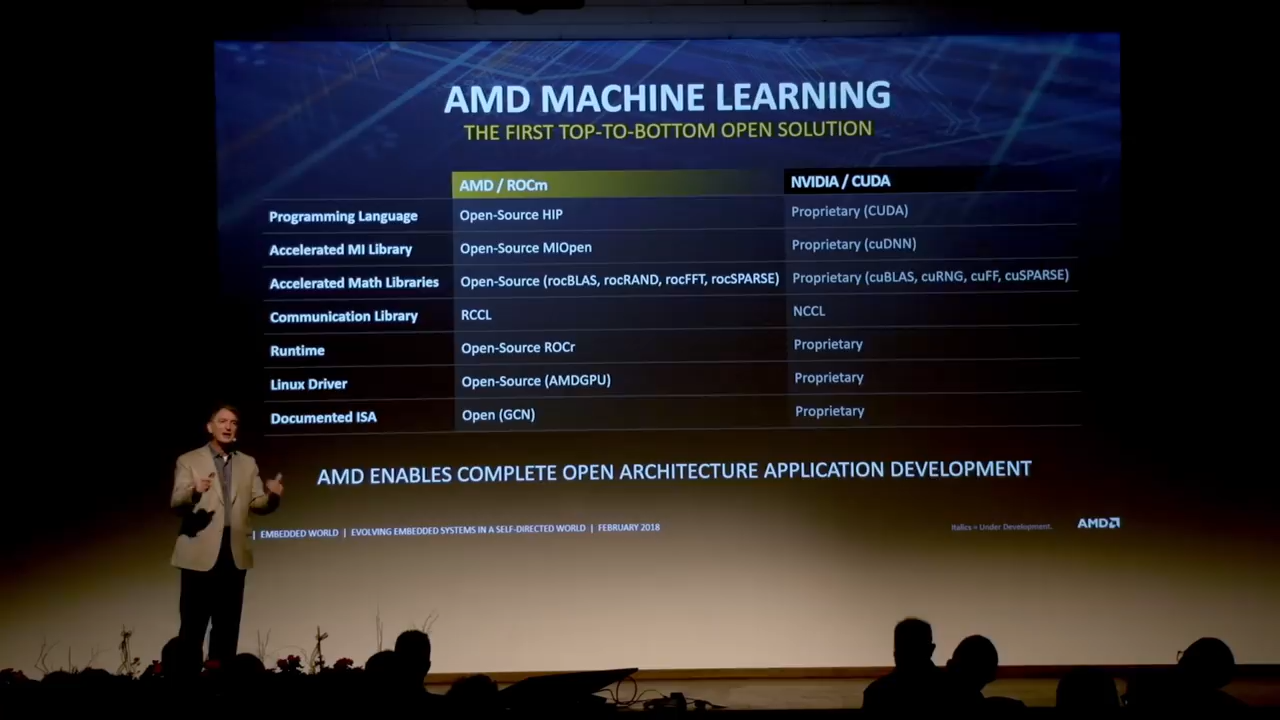 AMD MACHINE LEARNING
THE FIRST TOP-TO-BOTTOM OPEN SOLUTION
AMD / ROCm NVIDIA / CUDA
Programming Language Open-Source HIP Proprietary (CUDA)
Accelerated MI Library Open-Source MIOpen Proprietary (cuDNN)
Accelerated Math Libraries Open-Source (rocBLAS, rocRAND, rocFFT, rocSPARSE) Proprietary (cuBLAS, cuRNG, cuFF, cuSPARSE)
Communication Library RCCL NCCL
Runtime Open-Source ROCr Proprietary
Linux Driver Open-Source (AMDGPU) Proprietary
Documented ISA Open (GCN) Proprietary
AMD ENABLES COMPLETE OPEN ARCHITECTURE APPLICATION DEVELOPMENT
| EMBEDDED WORLD | EVOLVING EMBEDDED SYSTEMS IN A SELF-DIRECTED WORLD | FEBRUARY 2018 Italics = Under Development. AMD